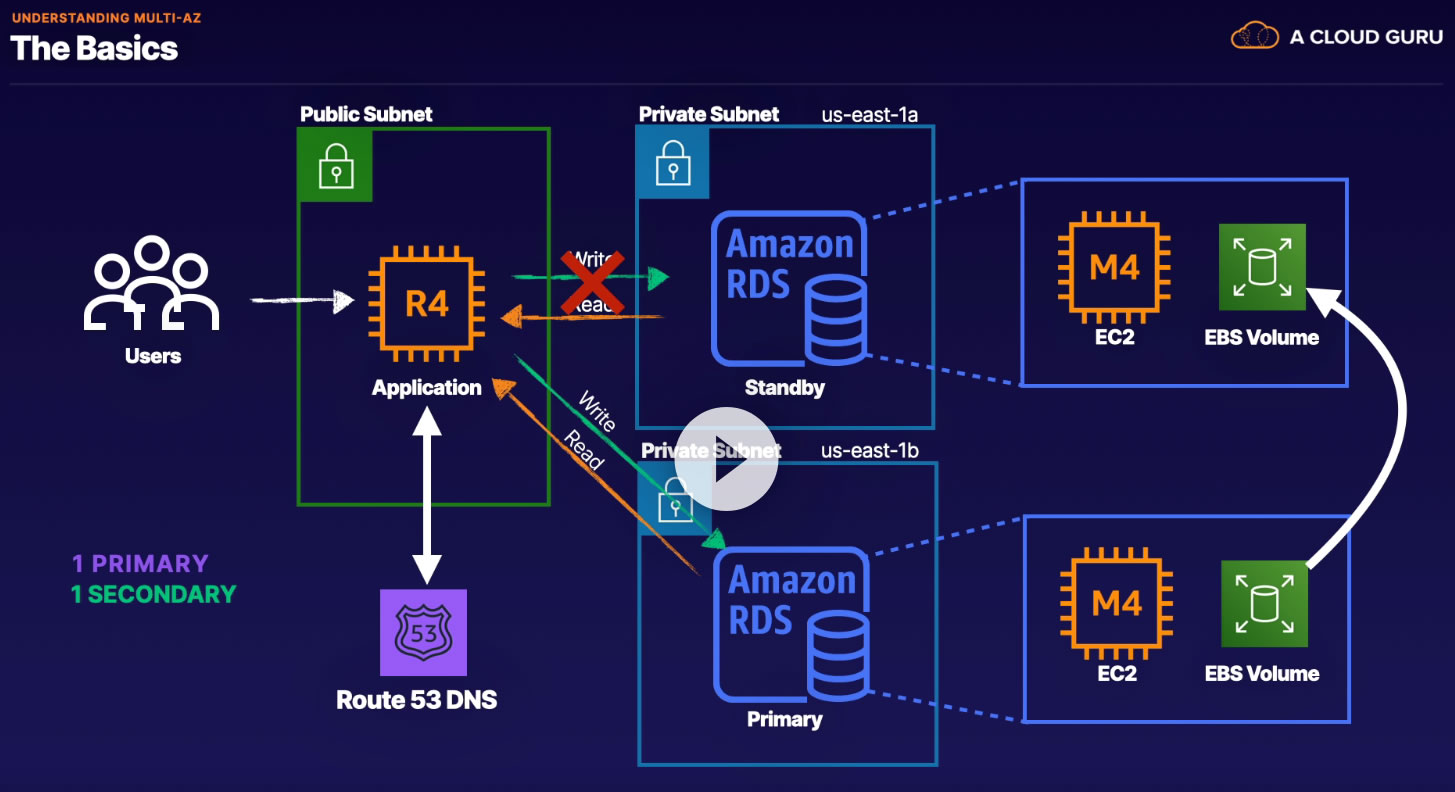 UNDERSTANDING MULTI-AZ
The Basics
A CLOUD GURU
Public Subnet
Private Subnet us-east-1a
Users
R4
Application
Write
Read
Amazon
RDS
Standby
M4
EC2
EBS Volume
Write
Read
Private Subnet us-east-1b
Amazon
RDS
Primary
M4
EC2
EBS Volume
1 PRIMARY
1 SECONDARY
53
Route 53 DNS